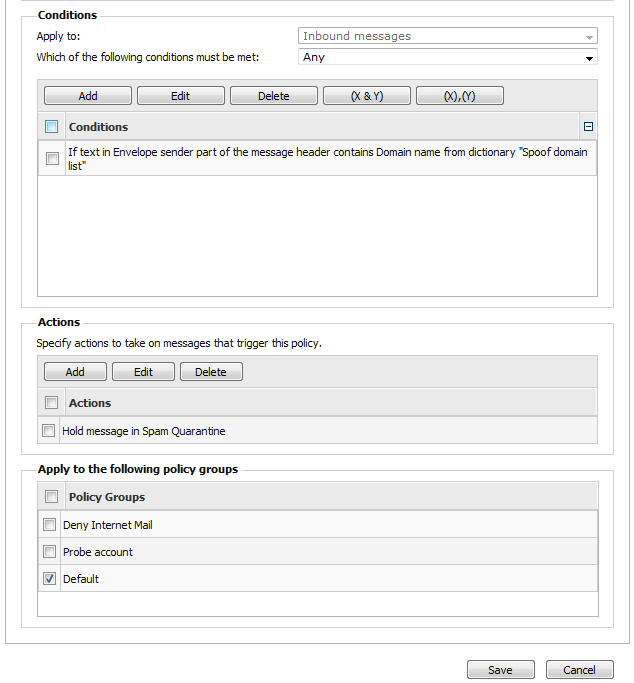 Conditions
Apply to:
Inbound messages
Which of the following conditions must be met:
Any
Add
Edit
Delete
(X & Y)
(X),(Y)
Conditions
If text in Envelope sender part of the message header contains Domain name from dictionary "Spoof domain
list"
Actions
Specify actions to take on messages that trigger this policy.
Add
Edit
Delete
Actions
Hold message in Spam Quarantine
Apply to the following policy groups
Policy Groups
Deny Internet Mail
Probe account
Default
Save
Cancel